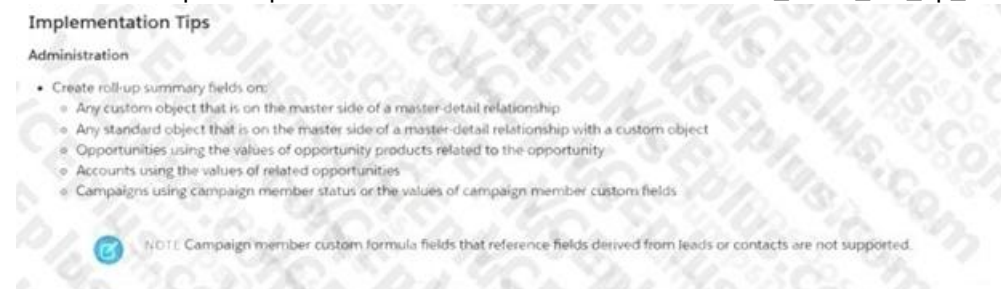 Implementation Tips
Administration
• Create roll-up summary fields on:
Any custom object that is on the master side of a master-detail relationship
Any standard object that is on the master side of a master-detail relationship with a custom object
Opportunities using the values of opportunity products related to the opportunity
Accounts using the values of related opportunities
Campaigns using campaign member status or the values of campaign member custom fields
NOTE Campaign member custom formula fields that reference fields derived from leads or contacts are not supported.